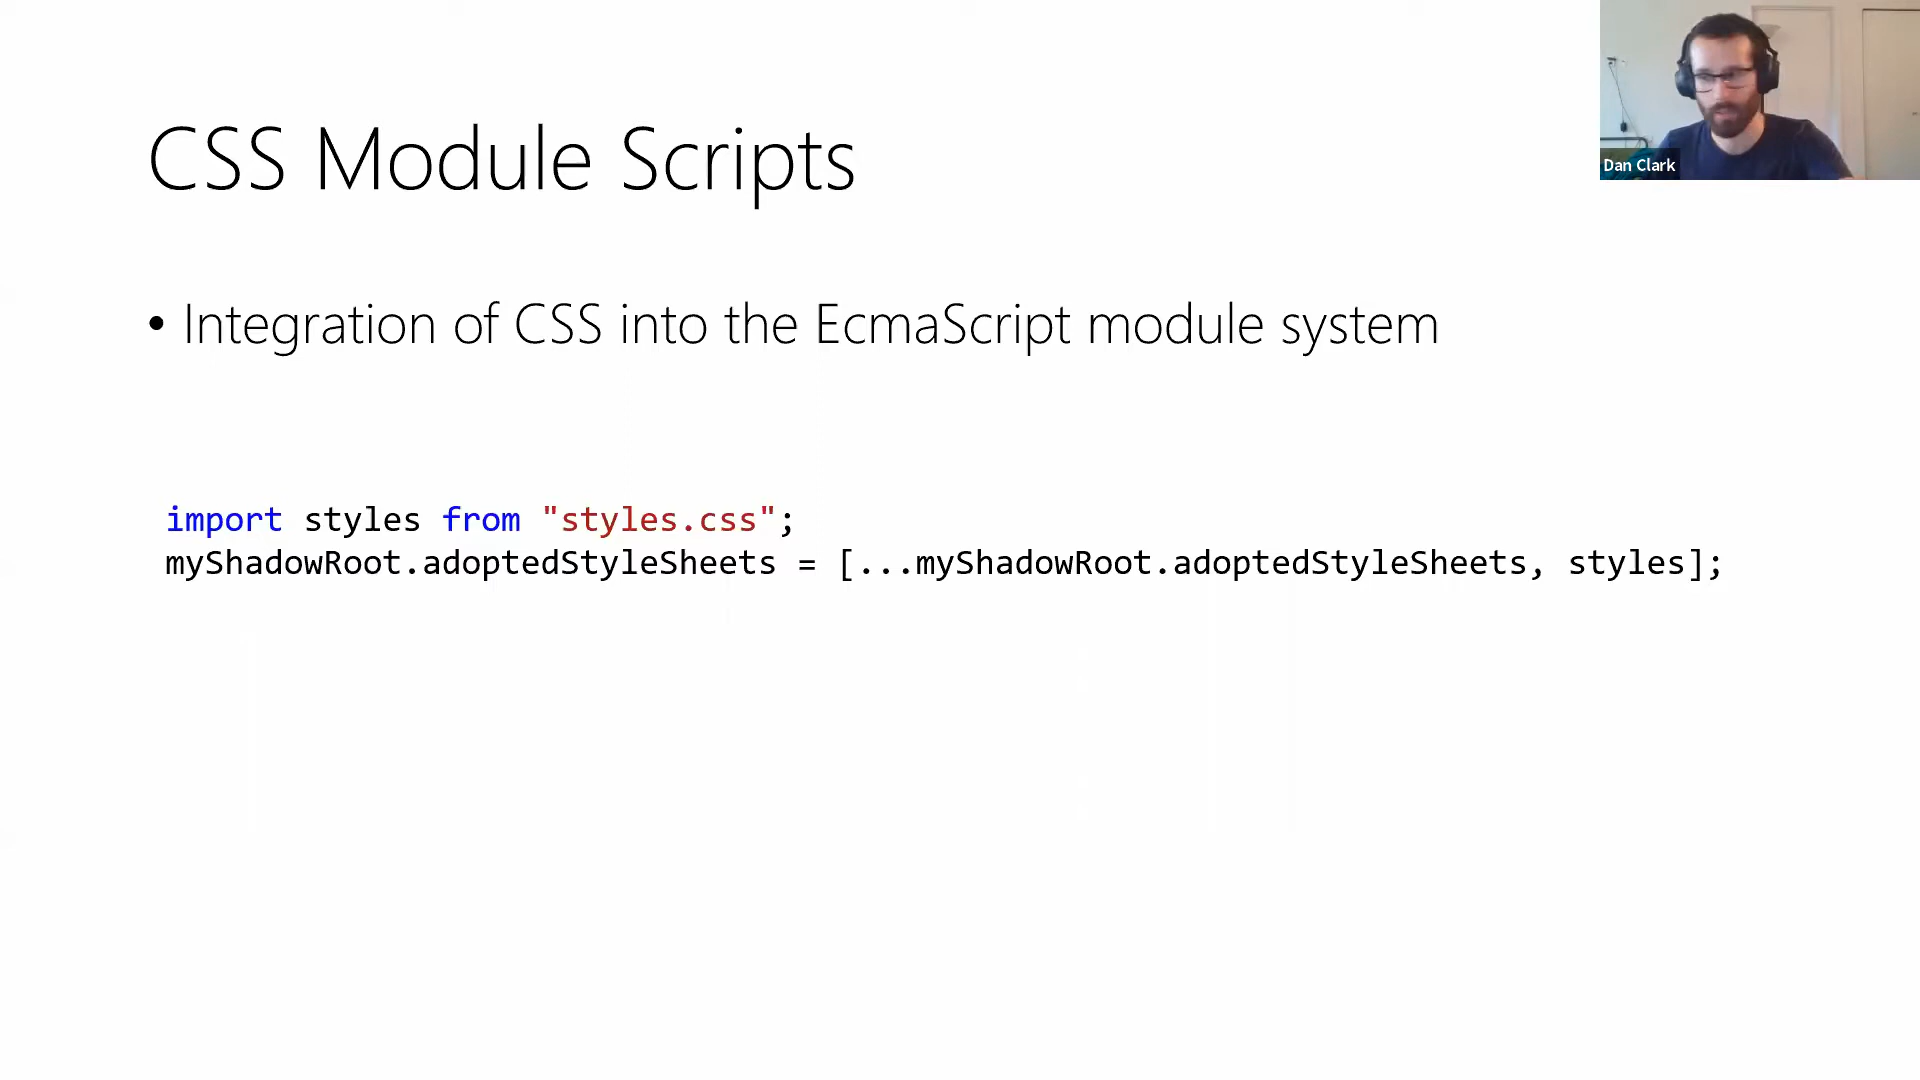 CSS Module Scripts
Dan Clark
• Integration of CSS into the EcmaScript module system
import styles from "styles.css";
myShadowRoot.adoptedStyleSheets = [...myShadowRoot.adoptedStyleSheets, styles];